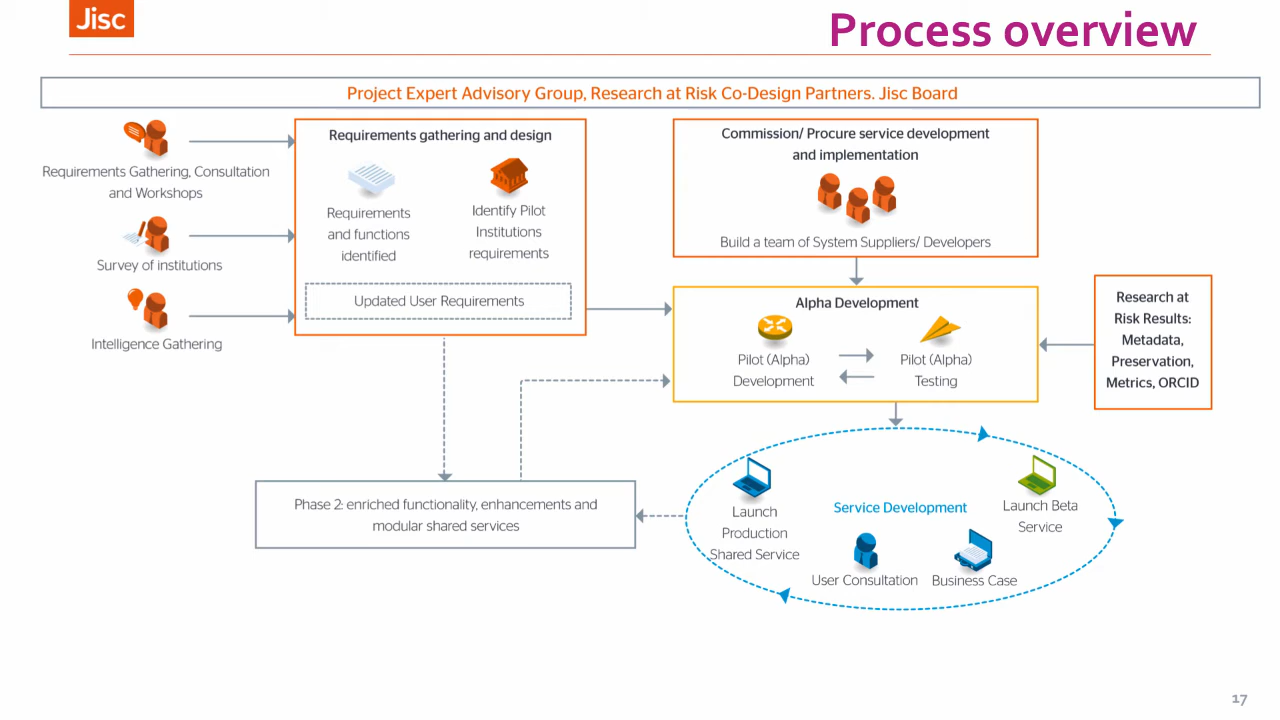 Jisc
Process overview
Project Expert Advisory Group, Research at Risk Co-Design Partners. Jisc Board
Requirements Gathering, Consultation
and Workshops
Survey of institutions
Intelligence Gathering
Requirements gathering and design
Requirements
and functions
identified
Identify Pilot
Institutions
requirements
Updated User Requirements
Commission/ Procure service development
and implementation
Build a team of System Suppliers/ Developers
Alpha Development
Pilot (Alpha)
Development
Pilot (Alpha)
Testing
Research at
Risk Results:
Metadata,
Preservation,
Metrics, ORCID
Phase 2: enriched functionality, enhancements and
modular shared services
Launch
Production
Shared Service
Service Development
Launch Beta
Service
User Consultation
Business Case
17